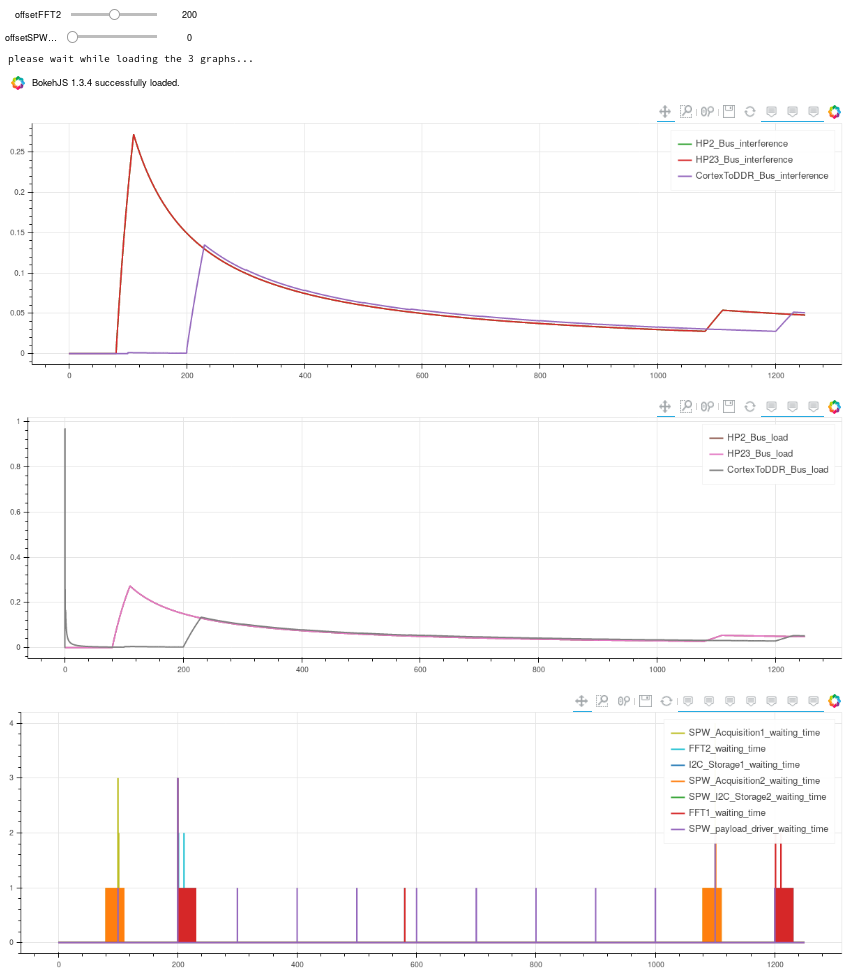 offsetFFT2 200
offsetSPW... 0
please wait while loading the 3 graphs...
BokehJS 1.3.4 successfully loaded.
HP2_Bus_interference
HP23_Bus_interference
CortexToDDR_Bus_interference
0.25
0.2
0.15
0.1
0.05
0
0 200 400 600 800 1000 1200
HP2_Bus_load
HP23_Bus_load
CortexToDDR_Bus_load
1
0.8
0.6
0.4
0.2
0
0 200 400 600 800 1000 1200
SPW_Acquisition1_waiting_time
FFT2_waiting_time
I2C_Storage1_waiting_time
SPW_Acquisition2_waiting_time
SPW_I2C_Storage2_waiting_time
FFT1_waiting_time
SPW_payload_driver_waiting_time
4
3
2
1
0
0 200 400 600 800 1000 1200